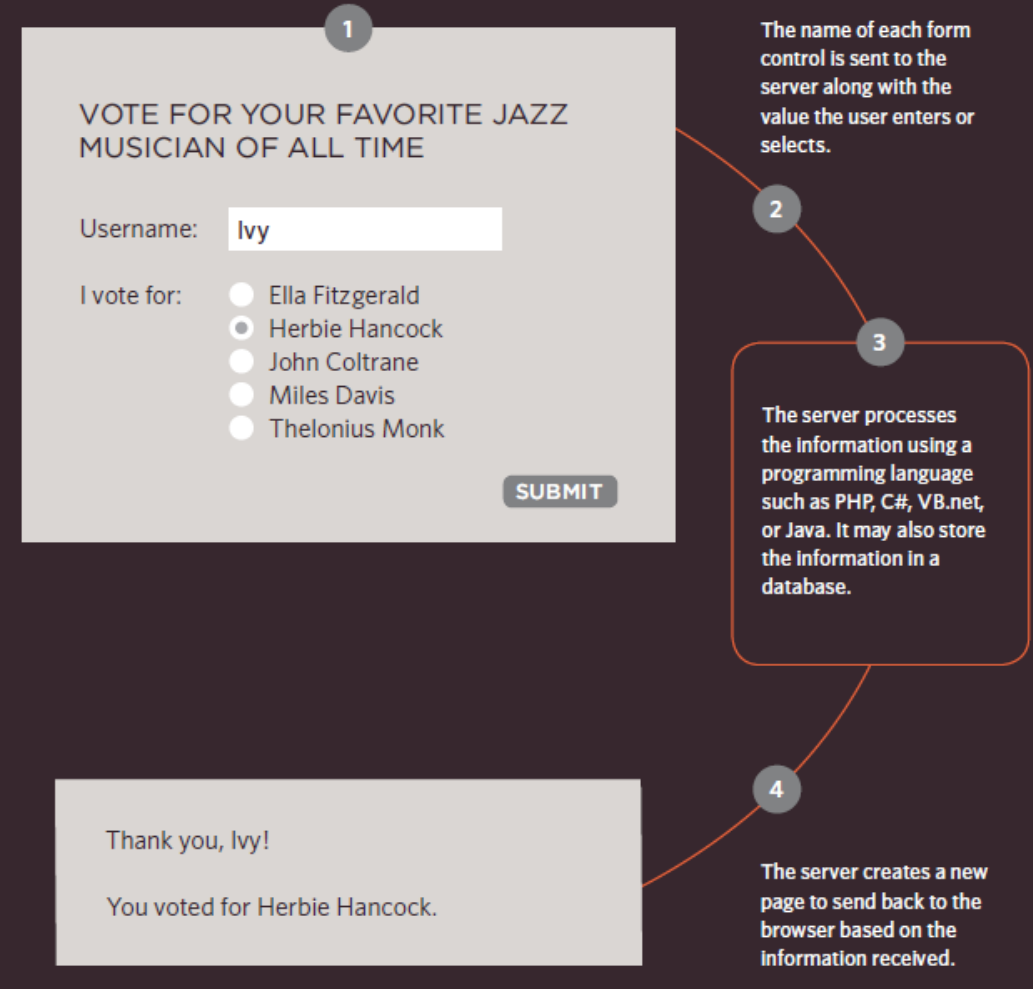 1
VOTE FOR YOUR FAVORITE JAZZ
MUSICIAN OF ALL TIME
Username:
Ivy
I vote for:
Ella Fitzgerald
Herbie Hancock
John Coltrane
Miles Davis
Thelonius Monk
SUBMIT
The name of each form
control is sent to the
server along with the
value the user enters or
selects.
2
3
The server processes
the information using a
programming language
such as PHP, C#, VB.net,
or Java. It may also store
the information in a
database.
4
The server creates a new
page to send back to the
browser based on the
information received.
Thank you, Ivy!
You voted for Herbie Hancock.